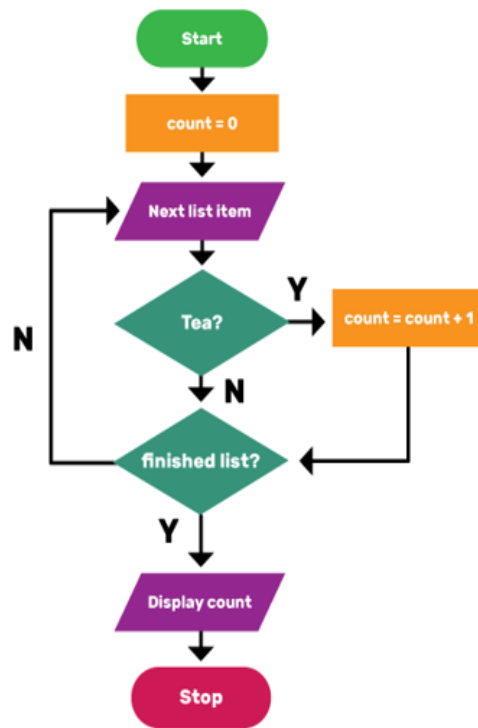 Start
count = 0
Next list item
Tea?
Y
count = count + 1
N
N
finished list?
Y
Display count
Stop